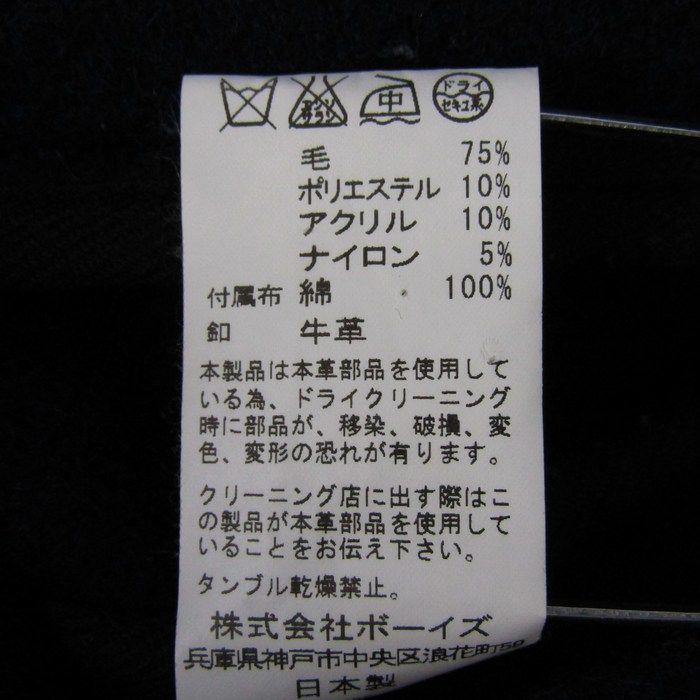 エンソ サラシ 中 ドライ セキユ系
毛 75%
ポリエステル 10%
アクリル 10%
ナイロン 5%
付属布 綿 100%
釦 牛革
本製品は本革部品を使用して
いる為、ドライクリーニング
時に部品が、移染、破損、変
色、変形の恐れが有ります。
クリーニング店に出す際はこ
の製品が本革部品を使用して
いることをお伝え下さい。
タンブル乾燥禁止。
株式会社ボーイズ
兵庫県神戸市中央区浪花町59
日本製